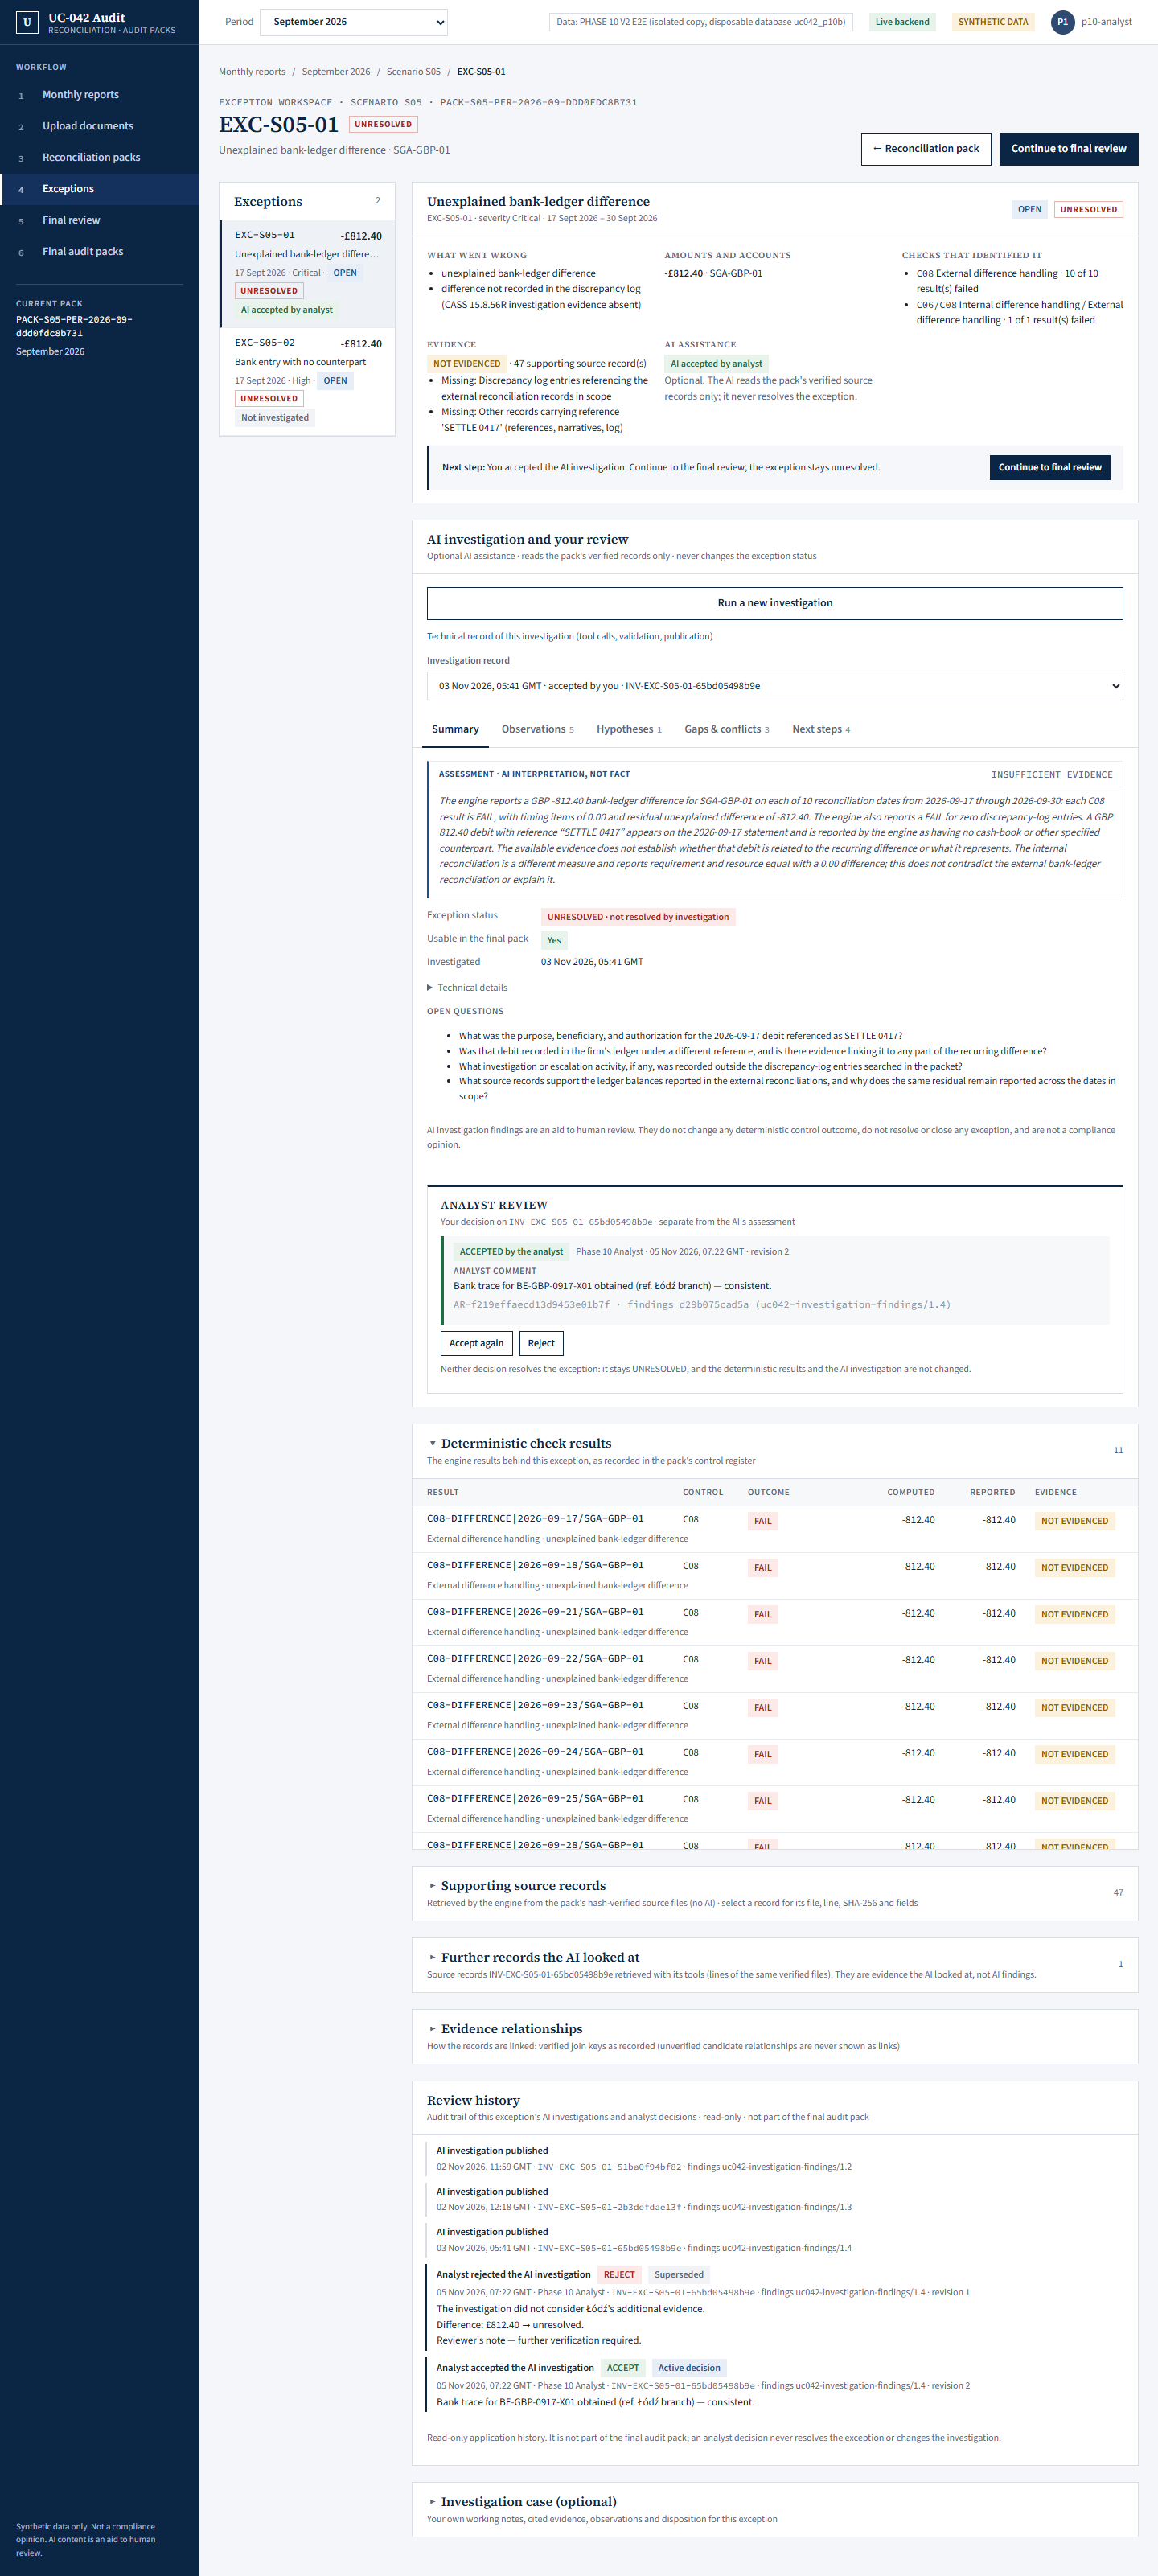 U
UC-042 Audit
RECONCILIATION · AUDIT PACKS
Period
September 2026
Data: PHASE 10 V2 E2E (isolated copy, disposable database uc042_p10b)
Live backend
SYNTHETIC DATA
P1
p10-analyst
WORKFLOW
1 Monthly reports
2 Upload documents
3 Reconciliation packs
4 Exceptions
5 Final review
6 Final audit packs
CURRENT PACK
PACK-S05-PER-2026-09-
ddd0fdc8b731
September 2026
Monthly reports / September 2026 / Scenario S05 / EXC-S05-01
EXCEPTION WORKSPACE · SCENARIO S05 · PACK-S05-PER-2026-09-DDD0FDC8B731
EXC-S05-01 UNRESOLVED
Unexplained bank-ledger difference · SGA-GBP-01
← Reconciliation pack
Continue to final review
Exceptions 2
EXC-S05-01 -£812.40
Unexplained bank-ledger differe...
17 Sept 2026 · Critical · OPEN
UNRESOLVED
AI accepted by analyst
EXC-S05-02 -£812.40
Bank entry with no counterpart
17 Sept 2026 · High · OPEN
UNRESOLVED
Not investigated
Unexplained bank-ledger difference
EXC-S05-01 · severity Critical · 17 Sept 2026 – 30 Sept 2026
OPEN UNRESOLVED
WHAT WENT WRONG
• unexplained bank-ledger difference
• difference not recorded in the discrepancy log
(CASS 15.8.56R investigation evidence absent)
AMOUNTS AND ACCOUNTS
-£812.40 · SGA-GBP-01
CHECKS THAT IDENTIFIED IT
• C08 External difference handling · 10 of 10
result(s) failed
• C06/C08 Internal difference handling / External
difference handling · 1 of 1 result(s) failed
EVIDENCE
NOT EVIDENCED · 47 supporting source record(s)
• Missing: Discrepancy log entries referencing the
external reconciliation records in scope
• Missing: Other records carrying reference
'SETTLE 0417' (references, narratives, log)
AI ASSISTANCE
AI accepted by analyst
Optional. The AI reads the pack's verified source
records only; it never resolves the exception.
Next step: You accepted the AI investigation. Continue to the final review; the exception stays unresolved.
Continue to final review
AI investigation and your review
Optional AI assistance · reads the pack's verified records only · never changes the exception status
Run a new investigation
Technical record of this investigation (tool calls, validation, publication)
Investigation record
03 Nov 2026, 05:41 GMT · accepted by you · INV-EXC-S05-01-65bd05498b9e
Summary Observations 5 Hypotheses 1 Gaps & conflicts 3 Next steps 4
ASSESSMENT · AI INTERPRETATION, NOT FACT INSUFFICIENT EVIDENCE
The engine reports a GBP -812.40 bank-ledger difference for SGA-GBP-01 on each of 10 reconciliation dates from 2026-09-17 through 2026-09-30: each C08
result is FAIL, with timing items of 0.00 and residual unexplained difference of -812.40. The engine also reports a FAIL for zero discrepancy-log entries. A GBP
812.40 debit with reference “SETTLE 0417” appears on the 2026-09-17 statement and is reported by the engine as having no cash-book or other specified
counterpart. The available evidence does not establish whether that debit is related to the recurring difference or what it represents. The internal
reconciliation is a different measure and reports requirement and resource equal with a 0.00 difference; this does not contradict the external bank-ledger
reconciliation or explain it.
Exception status UNRESOLVED · not resolved by investigation
Usable in the final pack Yes
Investigated 03 Nov 2026, 05:41 GMT
▶ Technical details
OPEN QUESTIONS
• What was the purpose, beneficiary, and authorization for the 2026-09-17 debit referenced as SETTLE 0417?
• Was that debit recorded in the firm's ledger under a different reference, and is there evidence linking it to any part of the recurring difference?
• What investigation or escalation activity, if any, was recorded outside the discrepancy-log entries searched in the packet?
• What source records support the ledger balances reported in the external reconciliations, and why does the same residual remain reported across the dates in
scope?
AI investigation findings are an aid to human review. They do not change any deterministic control outcome, do not resolve or close any exception, and are not a compliance
opinion.
ANALYST REVIEW
Your decision on INV-EXC-S05-01-65bd05498b9e · separate from the AI's assessment
ACCEPTED by the analyst Phase 10 Analyst · 05 Nov 2026, 07:22 GMT · revision 2
ANALYST COMMENT
Bank trace for BE-GBP-0917-X01 obtained (ref. Łódź branch) — consistent.
AR-f219effaecd13d9453e01b7f · findings d29b075cad5a (uc042-investigation-findings/1.4)
Accept again
Reject
Neither decision resolves the exception: it stays UNRESOLVED, and the deterministic results and the AI investigation are not changed.
▼ Deterministic check results 11
The engine results behind this exception, as recorded in the pack's control register
RESULT CONTROL OUTCOME COMPUTED REPORTED EVIDENCE
C08-DIFFERENCE|2026-09-17/SGA-GBP-01 C08 FAIL -812.40 -812.40 NOT EVIDENCED
External difference handling · unexplained bank-ledger difference
C08-DIFFERENCE|2026-09-18/SGA-GBP-01 C08 FAIL -812.40 -812.40 NOT EVIDENCED
External difference handling · unexplained bank-ledger difference
C08-DIFFERENCE|2026-09-21/SGA-GBP-01 C08 FAIL -812.40 -812.40 NOT EVIDENCED
External difference handling · unexplained bank-ledger difference
C08-DIFFERENCE|2026-09-22/SGA-GBP-01 C08 FAIL -812.40 -812.40 NOT EVIDENCED
External difference handling · unexplained bank-ledger difference
C08-DIFFERENCE|2026-09-23/SGA-GBP-01 C08 FAIL -812.40 -812.40 NOT EVIDENCED
External difference handling · unexplained bank-ledger difference
C08-DIFFERENCE|2026-09-24/SGA-GBP-01 C08 FAIL -812.40 -812.40 NOT EVIDENCED
External difference handling · unexplained bank-ledger difference
C08-DIFFERENCE|2026-09-25/SGA-GBP-01 C08 FAIL -812.40 -812.40 NOT EVIDENCED
External difference handling · unexplained bank-ledger difference
C08-DIFFERENCE|2026-09-28/SGA-GBP-01 C08 FAIL -812.40 -812.40 NOT EVIDENCED
▸ Supporting source records 47
Retrieved by the engine from the pack's hash-verified source files (no AI) · select a record for its file, line, SHA-256 and fields
▸ Further records the AI looked at 1
Source records INV-EXC-S05-01-65bd05498b9e retrieved with its tools (lines of the same verified files). They are evidence the AI looked at, not AI findings.
▸ Evidence relationships
How the records are linked: verified join keys as recorded (unverified candidate relationships are never shown as links)
Review history
Audit trail of this exception's AI investigations and analyst decisions · read-only · not part of the final audit pack
AI investigation published
02 Nov 2026, 11:59 GMT · INV-EXC-S05-01-51ba0f94bf82 · findings uc042-investigation-findings/1.2
AI investigation published
02 Nov 2026, 12:18 GMT · INV-EXC-S05-01-2b3defdae13f · findings uc042-investigation-findings/1.3
AI investigation published
03 Nov 2026, 05:41 GMT · INV-EXC-S05-01-65bd05498b9e · findings uc042-investigation-findings/1.4
Analyst rejected the AI investigation REJECT Superseded
05 Nov 2026, 07:22 GMT · Phase 10 Analyst · INV-EXC-S05-01-65bd05498b9e · findings uc042-investigation-findings/1.4 · revision 1
The investigation did not consider Łódź's additional evidence.
Difference: £812.40 → unresolved.
Reviewer's note — further verification required.
Analyst accepted the AI investigation ACCEPT Active decision
05 Nov 2026, 07:22 GMT · Phase 10 Analyst · INV-EXC-S05-01-65bd05498b9e · findings uc042-investigation-findings/1.4 · revision 2
Bank trace for BE-GBP-0917-X01 obtained (ref. Łódź branch) — consistent.
Read-only application history. It is not part of the final audit pack; an analyst decision never resolves the exception or changes the investigation.
▸ Investigation case (optional)
Your own working notes, cited evidence, observations and disposition for this exception
Synthetic data only. Not a compliance
opinion. AI content is an aid to human
review.